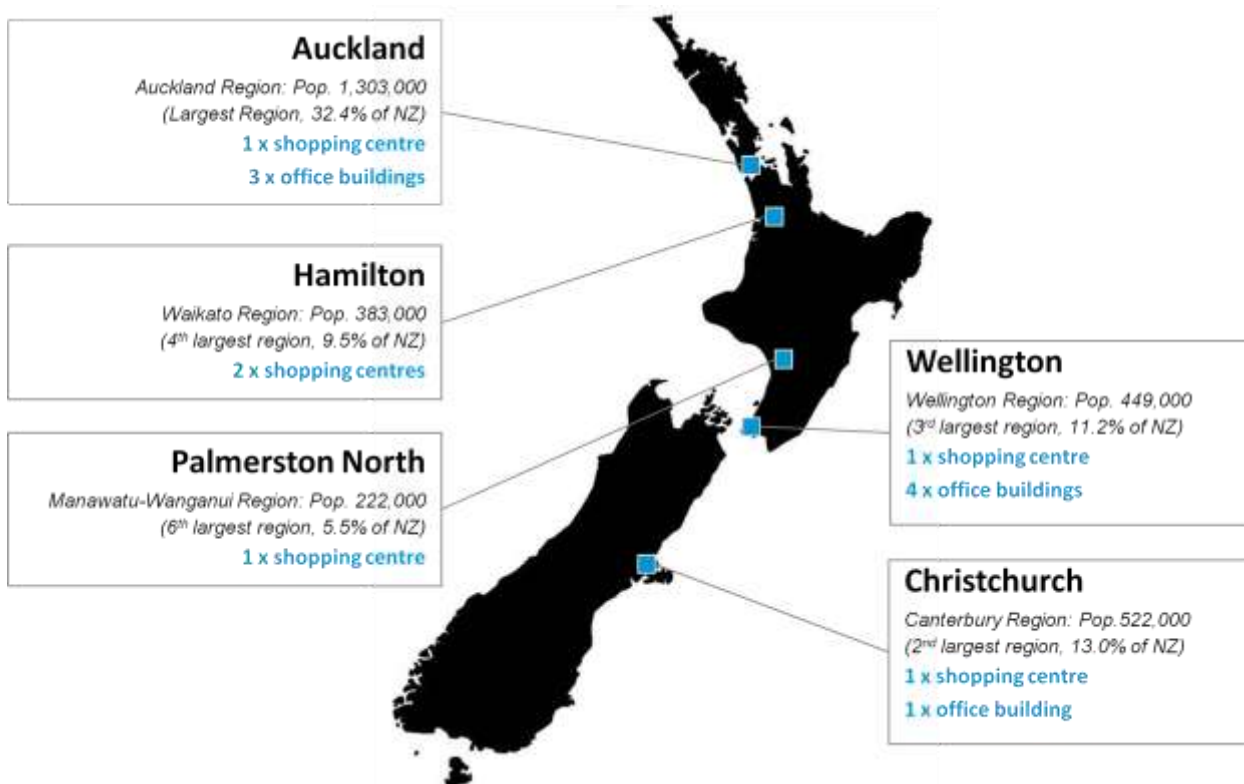 Auckland
Auckland Region: Pop. 1,303,000
(Largest Region, 32.4% of NZ)
1 x shopping centre
3 x office buildings
Hamilton
Waikato Region: Pop. 383,000
(4th largest region, 9.5% of NZ)
2 x shopping centres
Palmerston North
Manawatu-Wanganui Region: Pop. 222,000
(6th largest region, 5.5% of NZ)
1 x shopping centre
Wellington
Wellington Region: Pop. 449,000
(3rd largest region, 11.2% of NZ)
1 x shopping centre
4 x office buildings
Christchurch
Canterbury Region: Pop.522,000
(2nd largest region, 13.0% of NZ)
1 x shopping centre
1 x office building